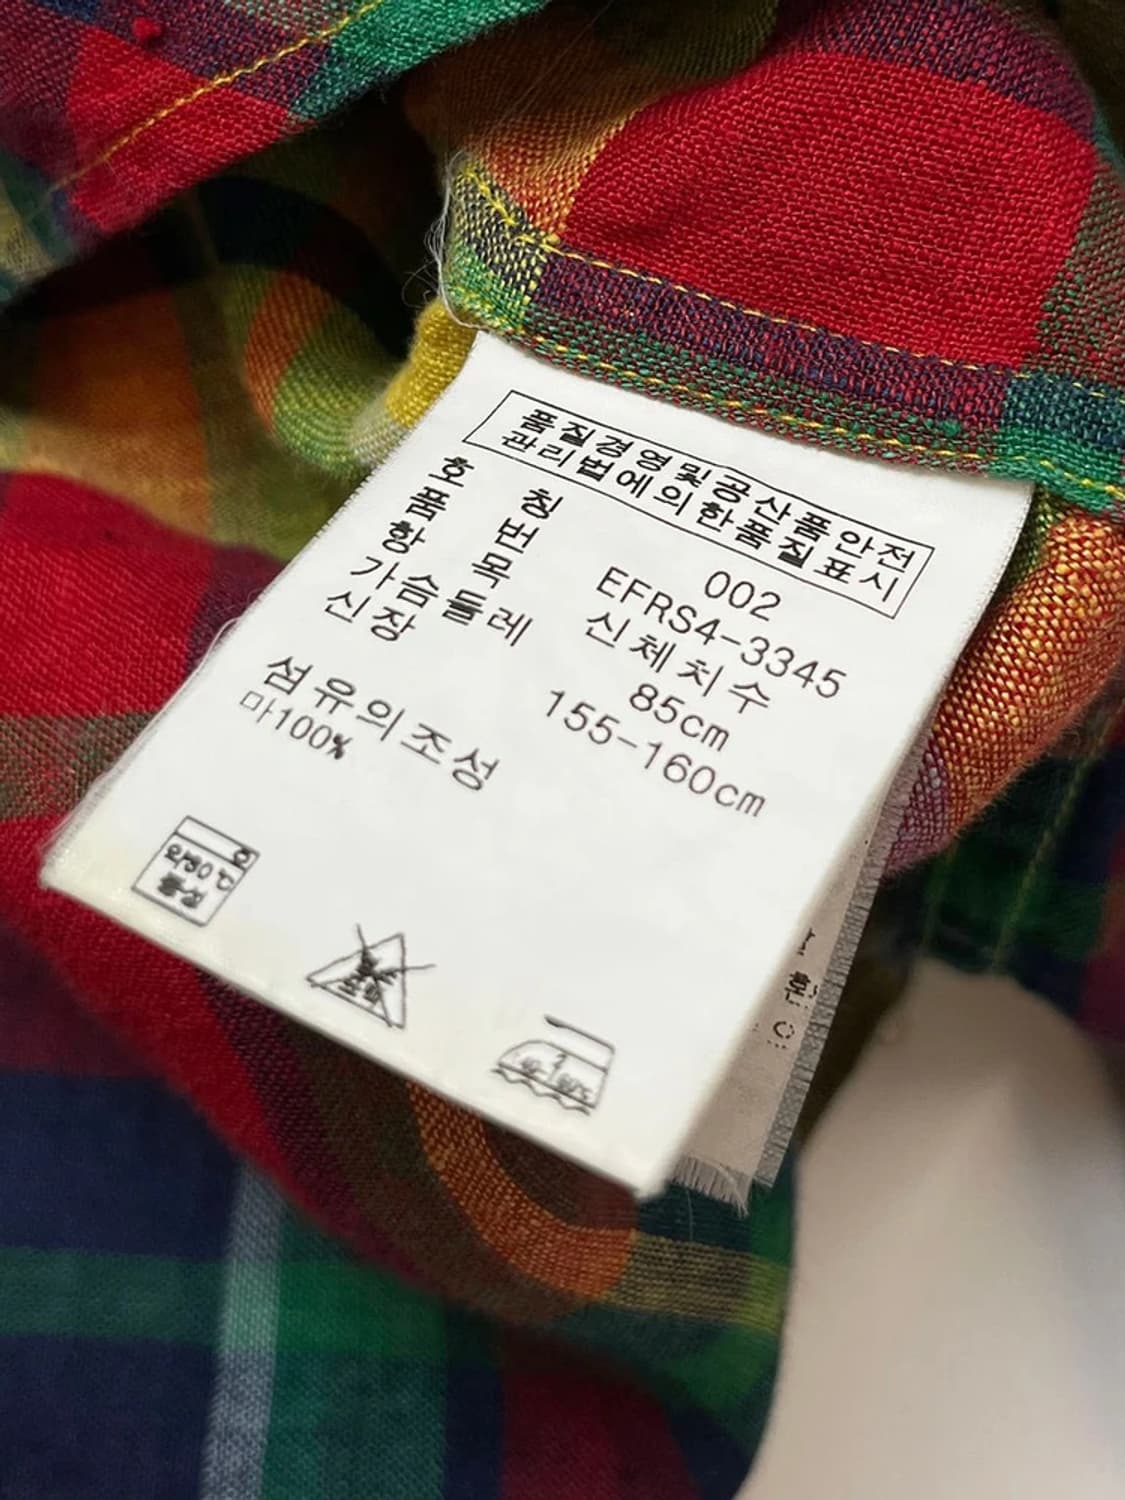 품질경영및공산품안전
관리법에의한품질표시
호 칭 002
품 번 EFRS4-3345
항 목 신체치수
가슴둘레 85cm
신장 155-160cm
섬유의조성
마100%